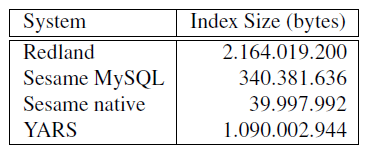 System Index Size (bytes)
Redland 2.164.019.200
Sesame MySQL 340.381.636
Sesame native 39.997.992
YARS 1.090.002.944